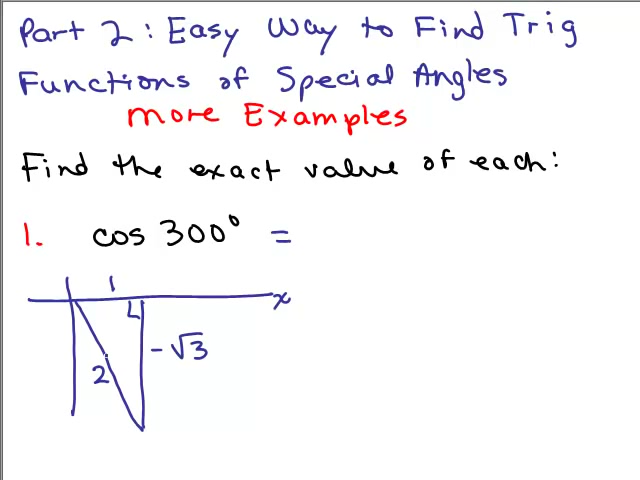 Part 2: Easy Way to Find Trig
Functions of Special Angles
more Examples
Find the exact value of each:
1. cos 300° =
1
x
-√3
2